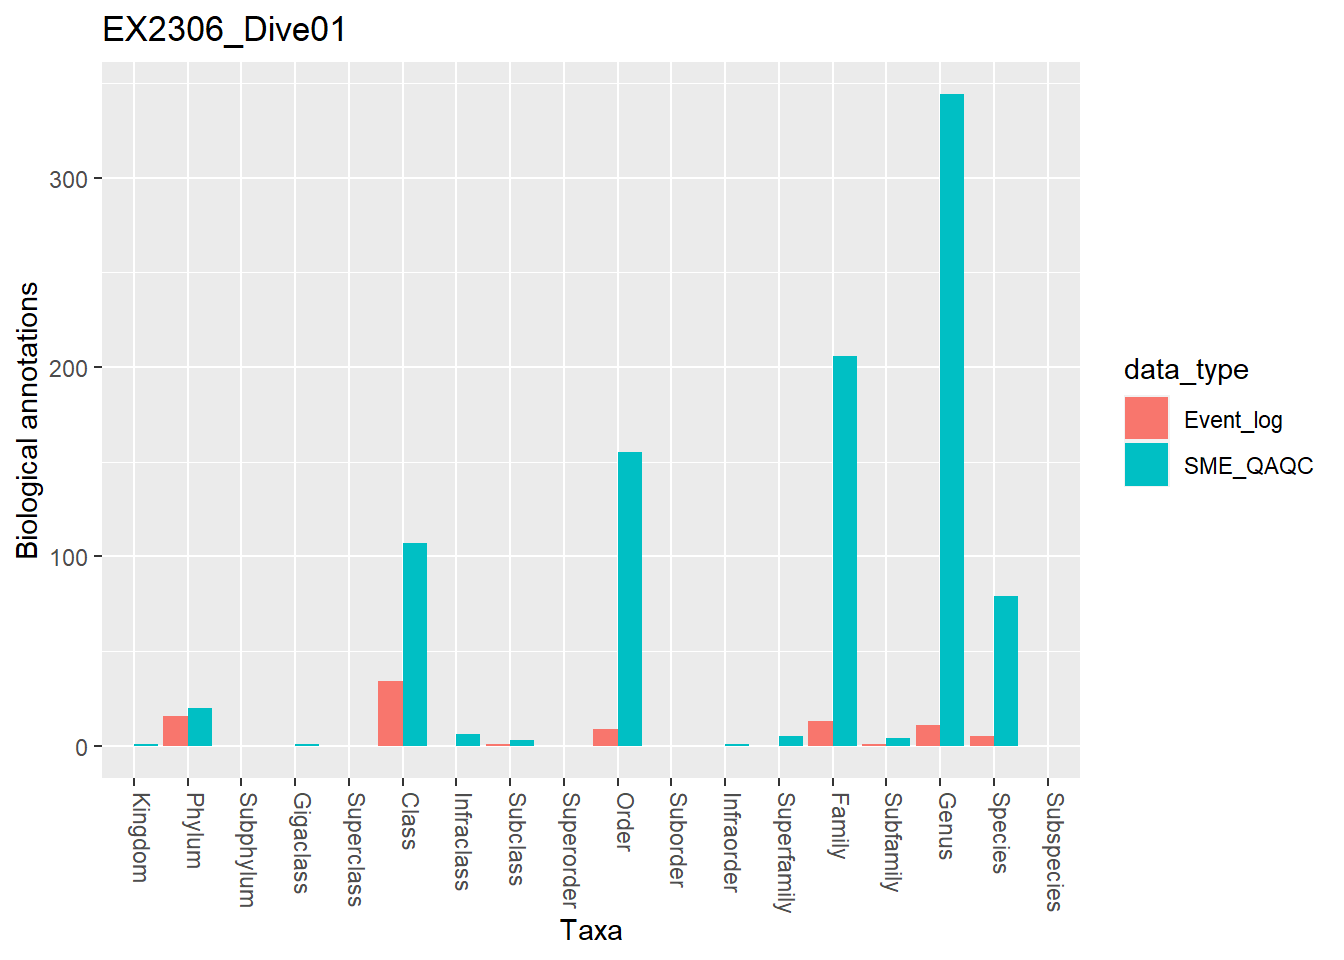 EX2306_Dive01
Biological annotations
300
200
100
0
Kingdom
Phylum
Subphylum
Gigaclass
Superclass
Class
Infraclass
Subclass
Superorder
Order
Suborder
Infraorder
Superfamily
Family
Subfamily
Genus
Species
Subspecies
Taxa
data_type
Event_log
SME_QAQC